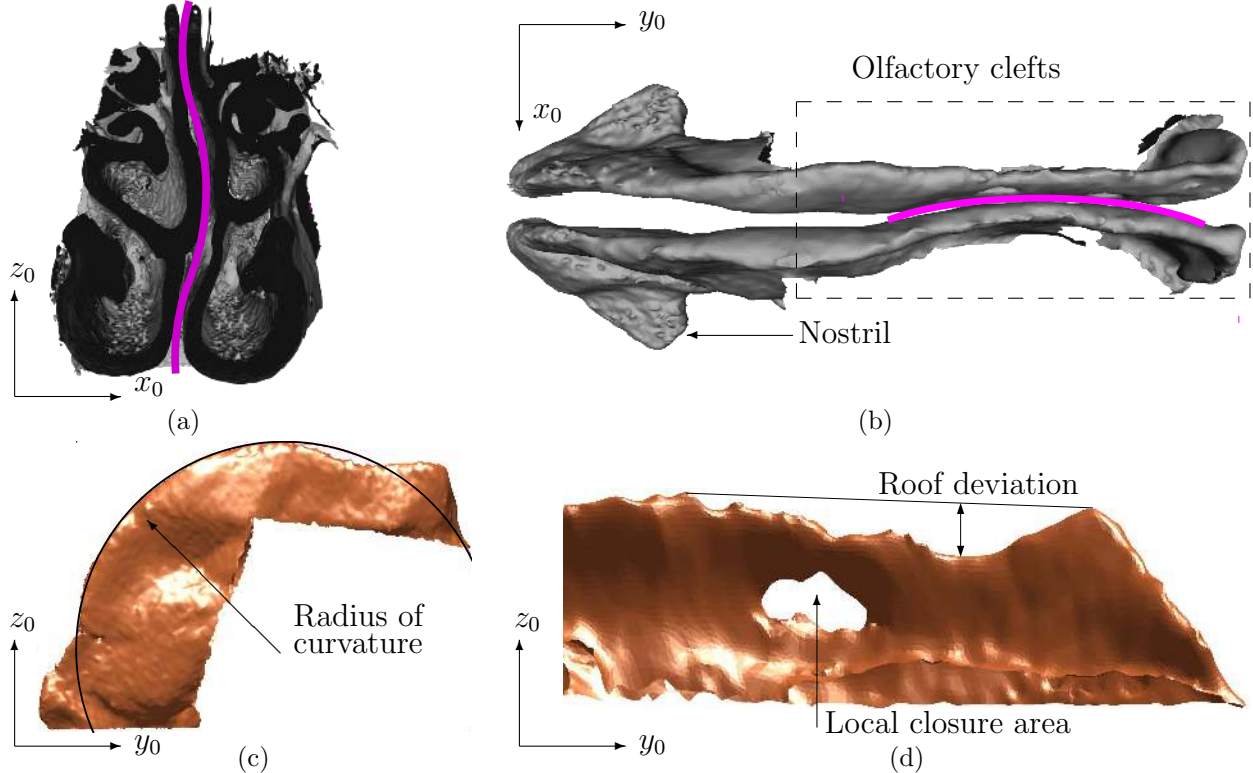 z₀
x₀
(a)
y₀
x₀
Olfactory clefts
Nostril
(b)
Radius of
curvature
z₀
y₀
(c)
Roof deviation
z₀
Local closure area
y₀
(d)